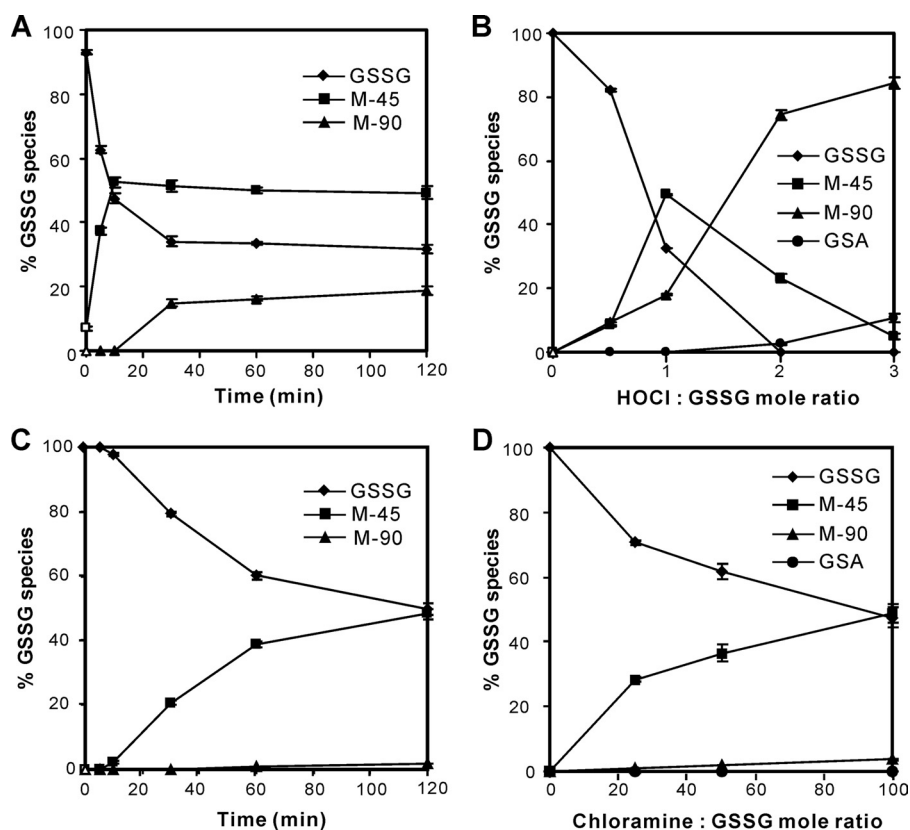 A
% GSSG species
100
80
60
40
20
0
GSSG
M-45
M-90
0 20 40 60 80 100 120
Time (min)
B
% GSSG species
100
80
60
40
20
0
GSSG
M-45
M-90
GSA
0 1 2 3
HOCl : GSSG mole ratio
C
% GSSG species
100
80
60
40
20
0
GSSG
M-45
M-90
0 20 40 60 80 100 120
Time (min)
D
% GSSG species
100
80
60
40
20
0
GSSG
M-45
M-90
GSA
0 20 40 60 80 100
Chloramine : GSSG mole ratio